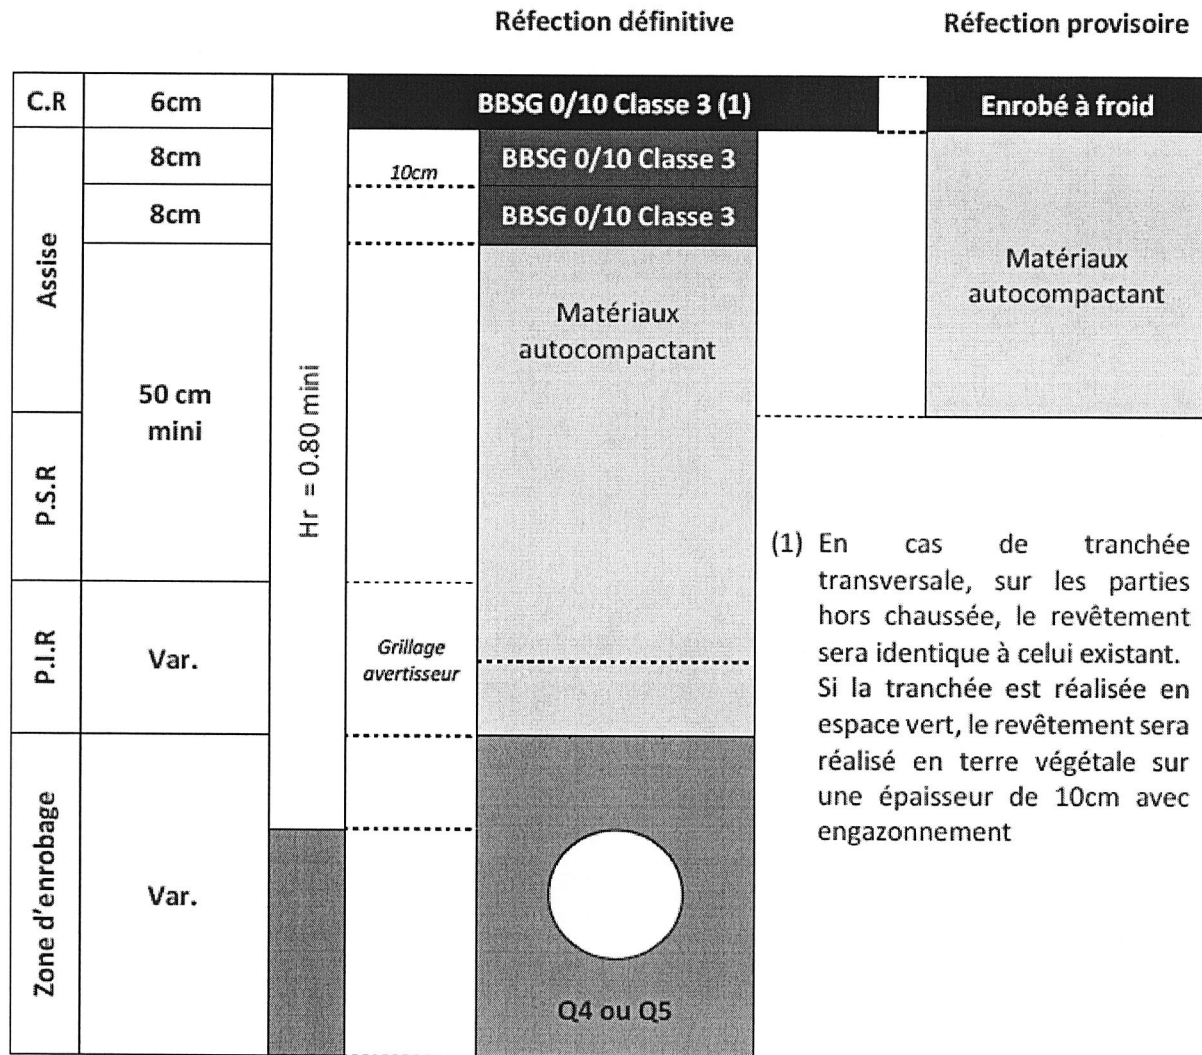 Réfection définitive
Réfection provisoire
C.R
6cm
BBSG 0/10 Classe 3 (1)
Enrobé à froid
Assise
8cm
10cm
BBSG 0/10 Classe 3
8cm
BBSG 0/10 Classe 3
50 cm
mini
Hr = 0.80 mini
Matériaux
autocompactant
Matériaux
autocompactant
P.S.R
P.I.R
Var.
Grillage
avertisseur
Zone d'enrobage
Var.
Q4 ou Q5
(1) En cas de tranchée
transversale, sur les parties
hors chaussée, le revêtement
sera identique à celui existant.
Si la tranchée est réalisée en
espace vert, le revêtement sera
réalisé en terre végétale sur
une épaisseur de 10cm avec
engazonnement